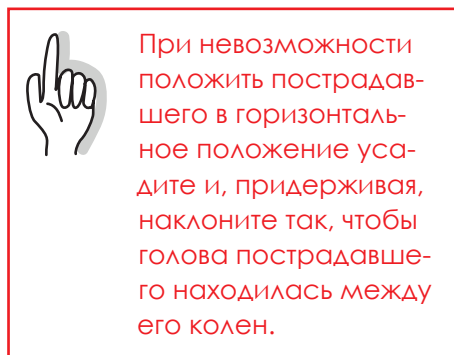 При невозможности
положить пострадав-
шего в горизонталь-
ное положение уса-
дите и, придерживая,
наклоните так, чтобы
голова пострадавше-
го находилась между
его колен.